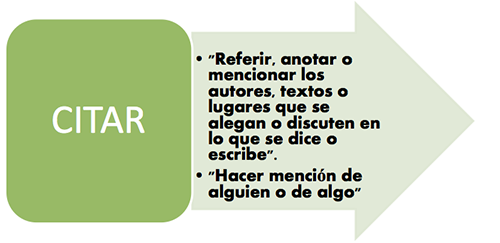 CITAR
• "Referir, anotar o
mencionar los
autores, textos o
lugares que se
alegan o discuten en
lo que se dice o
escribe".
• "Hacer mención de
alguien o de algo"